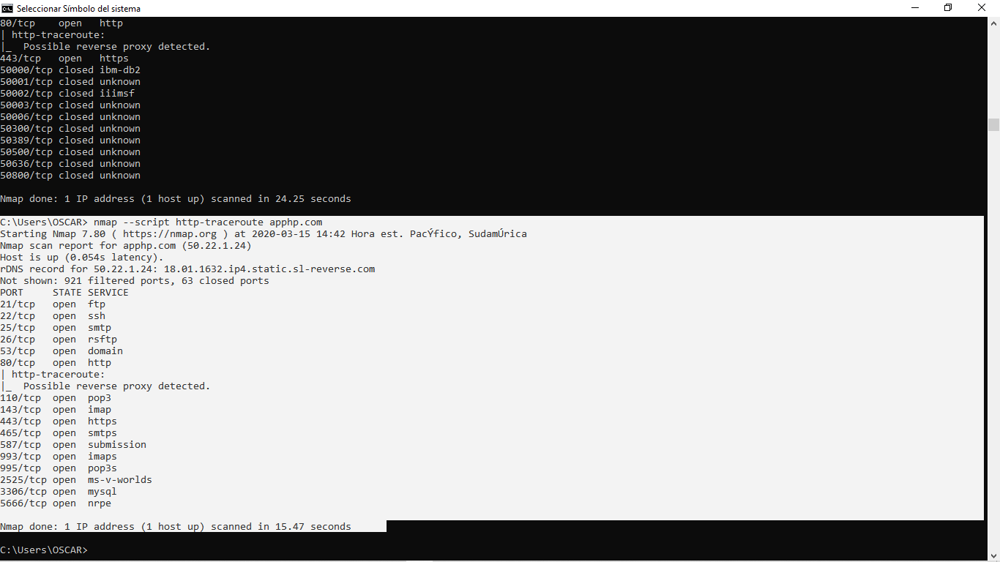 Seleccionar Símbolo del sistema
80/tcp    open   http
| http-traceroute:
|_  Possible reverse proxy detected.
443/tcp   open   https
50000/tcp closed ibm-db2
50001/tcp closed unknown
50002/tcp closed iiimsf
50003/tcp closed unknown
50006/tcp closed unknown
50300/tcp closed unknown
50389/tcp closed unknown
50500/tcp closed unknown
50636/tcp closed unknown
50800/tcp closed unknown
Nmap done: 1 IP address (1 host up) scanned in 24.25 seconds
C:\Users\OSCAR> nmap --script http-traceroute apphp.com
Starting Nmap 7.80 ( https://nmap.org ) at 2020-03-15 14:42 Hora est. PacÝfico, SudamÚrica
Nmap scan report for apphp.com (50.22.1.24)
Host is up (0.054s latency).
rDNS record for 50.22.1.24: 18.01.1632.ip4.static.sl-reverse.com
Not shown: 921 filtered ports, 63 closed ports
PORT     STATE SERVICE
21/tcp   open  ftp
22/tcp   open  ssh
25/tcp   open  smtp
26/tcp   open  rsftp
53/tcp   open  domain
80/tcp   open  http
| http-traceroute:
|_  Possible reverse proxy detected.
110/tcp  open  pop3
143/tcp  open  imap
443/tcp  open  https
465/tcp  open  smtps
587/tcp  open  submission
993/tcp  open  imaps
995/tcp  open  pop3s
2525/tcp open  ms-v-worlds
3306/tcp open  mysql
5666/tcp open  nrpe
Nmap done: 1 IP address (1 host up) scanned in 15.47 seconds
C:\Users\OSCAR>